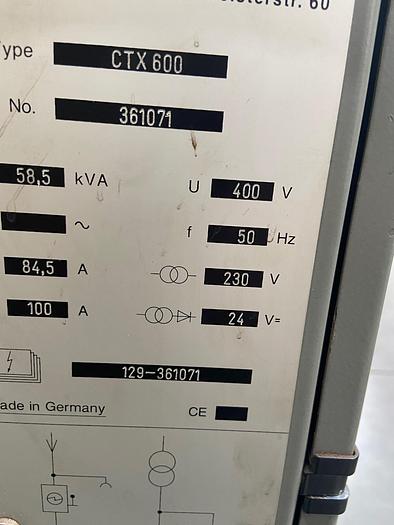 60
ype CTX 600
No. 361071
58,5 kVA U 400 V
~ f 50 Hz
84,5 A 230 V
100 A 24 V=
129-361071
ade in Germany CE